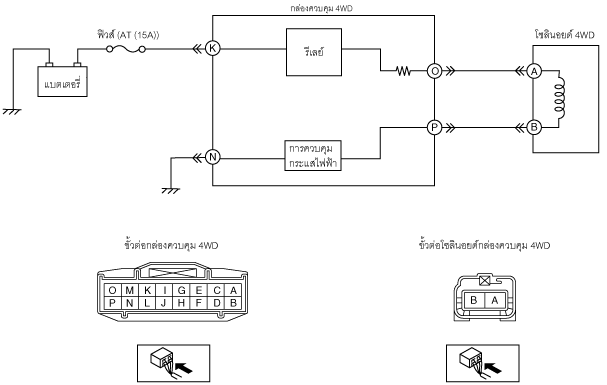 กล่องควบคุม 4WD
ฟิวส์ (AT (15A))
โซลินอยด์ 4WD
K
รีเลย์
O
A
แบตเตอรี่
P
B
N
การควบคุม
กระแสไฟฟ้า
ขั้วต่อกล่องควบคุม 4WD
ขั้วต่อโซลินอยด์กล่องควบคุม 4WD
O M K I G E C A
P N L J H F D B
B A